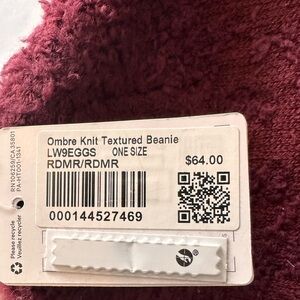 Ombre Knit Textured Beanie
LW9EGGS ONE SIZE
RDMR/RDMR
$64.00
000144527469
RN106259/CA35801
PA-HT001-1341
Please recycle
Veuillez recycler